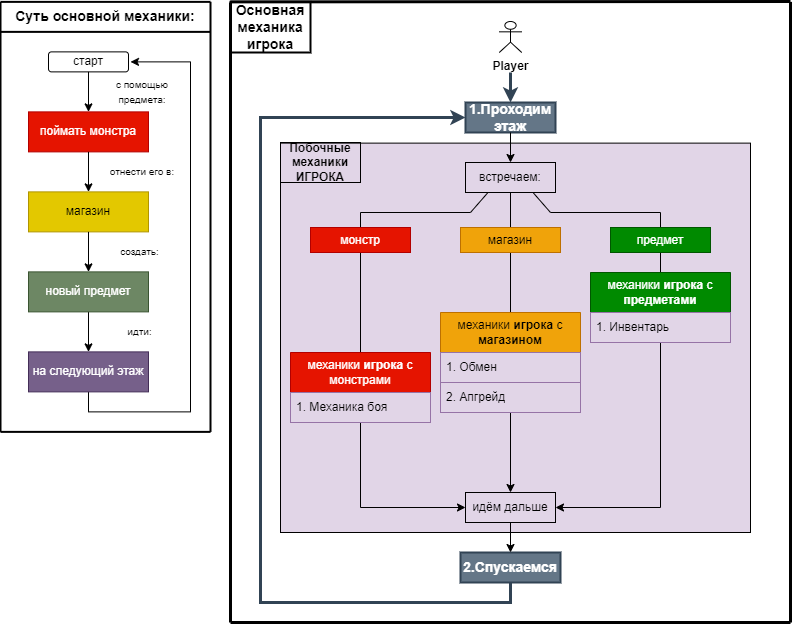 Суть основной механики:
старт
с помощью
предмета:
поймать монстра
отнести его в:
магазин
создать:
новый предмет
идти:
на следующий этаж
Основная
механика
игрока
Player
1.Проходим
этаж
Побочные
механики
ИГРОКА
встречаем:
монстр
магазин
предмет
механики игрока с
предметами
1. Инвентарь
механики игрока с
магазином
1. Обмен
2. Апгрейд
механики игрока с
монстрами
1. Механика боя
идём дальше
2.Спускаемся